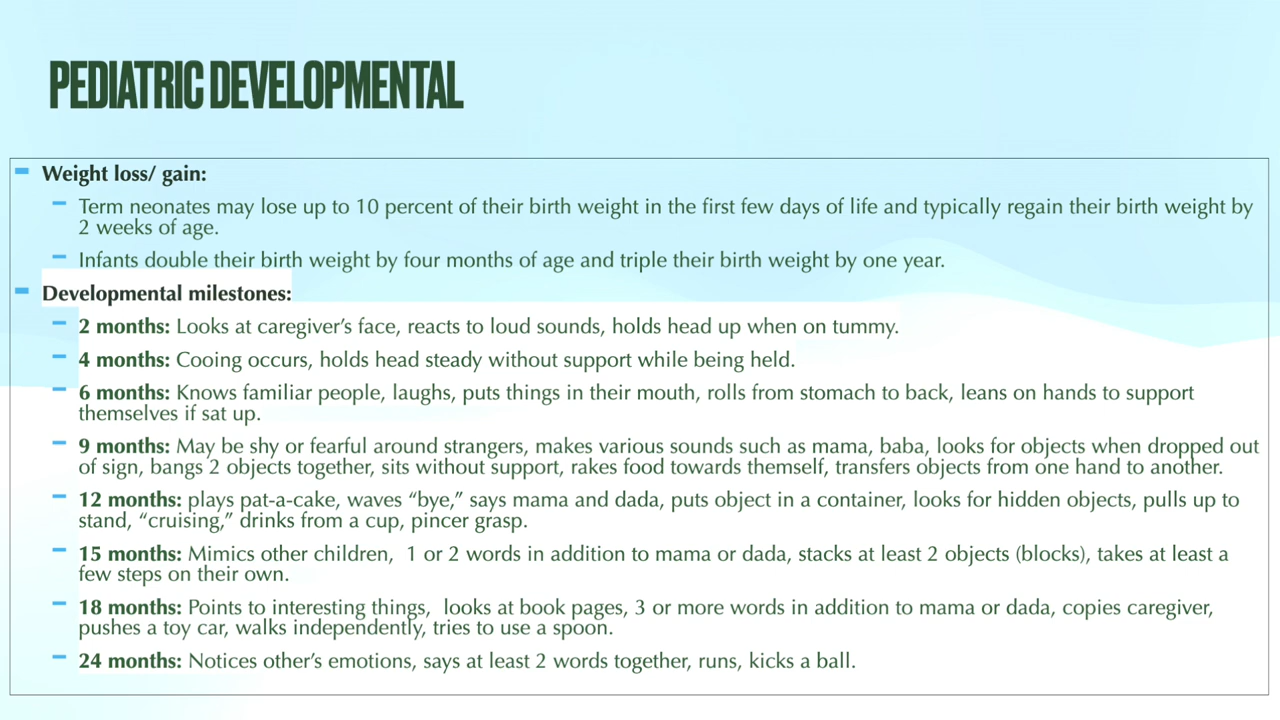 PEDIATRIC DEVELOPMENTAL
Weight loss/ gain:
Term neonates may lose up to 10 percent of their birth weight in the first few days of life and typically regain their birth weight by
2 weeks of age.
Infants double their birth weight by four months of age and triple their birth weight by one year.
Developmental milestones:
2 months: Looks at caregiver’s face, reacts to loud sounds, holds head up when on tummy.
4 months: Cooing occurs, holds head steady without support while being held.
6 months: Knows familiar people, laughs, puts things in their mouth, rolls from stomach to back, leans on hands to support
themselves if sat up.
9 months: May be shy or fearful around strangers, makes various sounds such as mama, baba, looks for objects when dropped out
of sign, bangs 2 objects together, sits without support, rakes food towards themself, transfers objects from one hand to another.
12 months: plays pat-a-cake, waves “bye,” says mama and dada, puts object in a container, looks for hidden objects, pulls up to
stand, “cruising,” drinks from a cup, pincer grasp.
15 months: Mimics other children,  1 or 2 words in addition to mama or dada, stacks at least 2 objects (blocks), takes at least a
few steps on their own.
18 months: Points to interesting things,  looks at book pages, 3 or more words in addition to mama or dada, copies caregiver,
pushes a toy car, walks independently, tries to use a spoon.
24 months: Notices other’s emotions, says at least 2 words together, runs, kicks a ball.